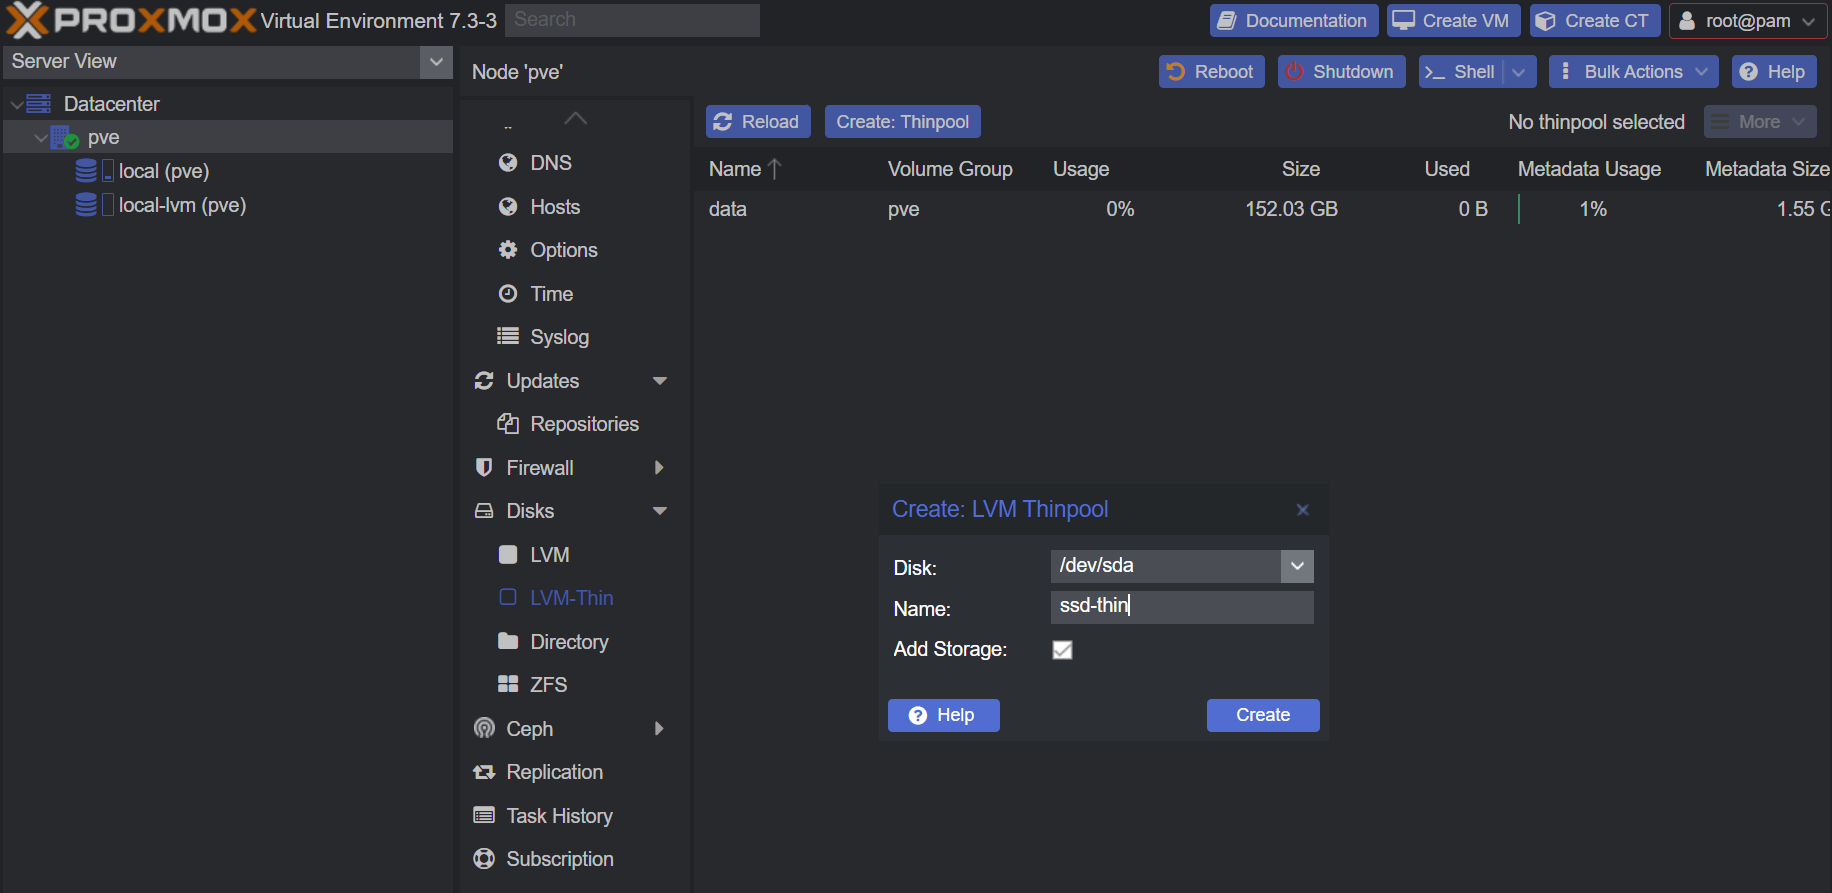 PROXMOX Virtual Environment 7.3-3 Search Documentation Create VM Create CT root@pam
Server View
Datacenter
pve
local (pve)
local-lvm (pve)
Node 'pve' Reboot Shutdown >_ Shell Bulk Actions Help
DNS
Hosts
Options
Time
Syslog
Updates
Repositories
Firewall
Disks
LVM
LVM-Thin
Directory
ZFS
Ceph
Replication
Task History
Subscription
Reload Create: Thinpool No thinpool selected More
Name Volume Group Usage Size Used Metadata Usage Metadata Size
data pve 0% 152.03 GB 0 B 1% 1.55 G
Create: LVM Thinpool
Disk: /dev/sda
Name: ssd-thin
Add Storage:
Help Create